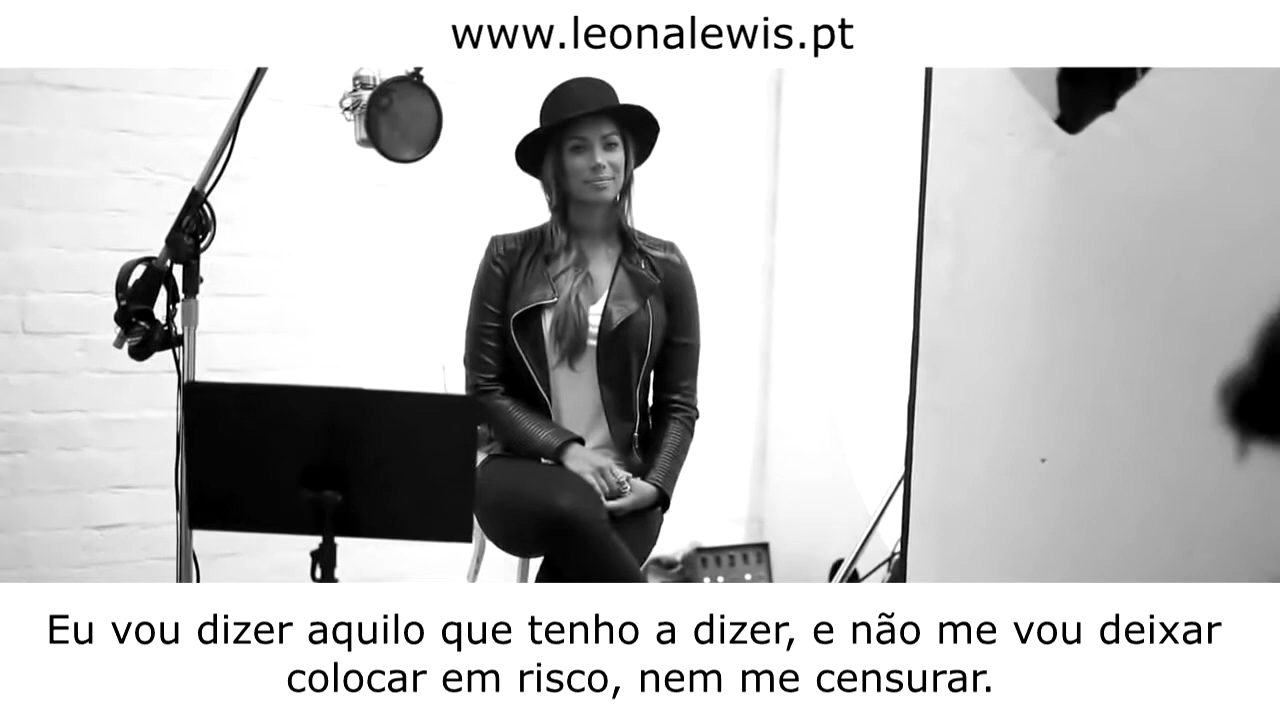 www.leonalewis.pt
Eu vou dizer aquilo que tenho a dizer, e não me vou deixar
colocar em risco, nem me censurar.